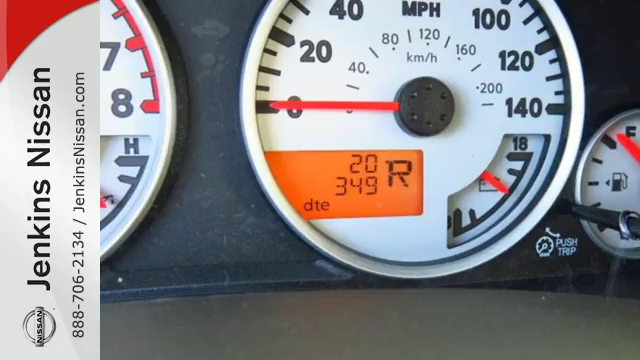 Jenkins Nissan
888-706-2134 / JenkinsNissan.com
NISSAN
7
8
H
0
20
40
MPH
100
120
140
40
80
120
160
200
km/h
20
349
R
dte
18
F
PUSH
TRIP